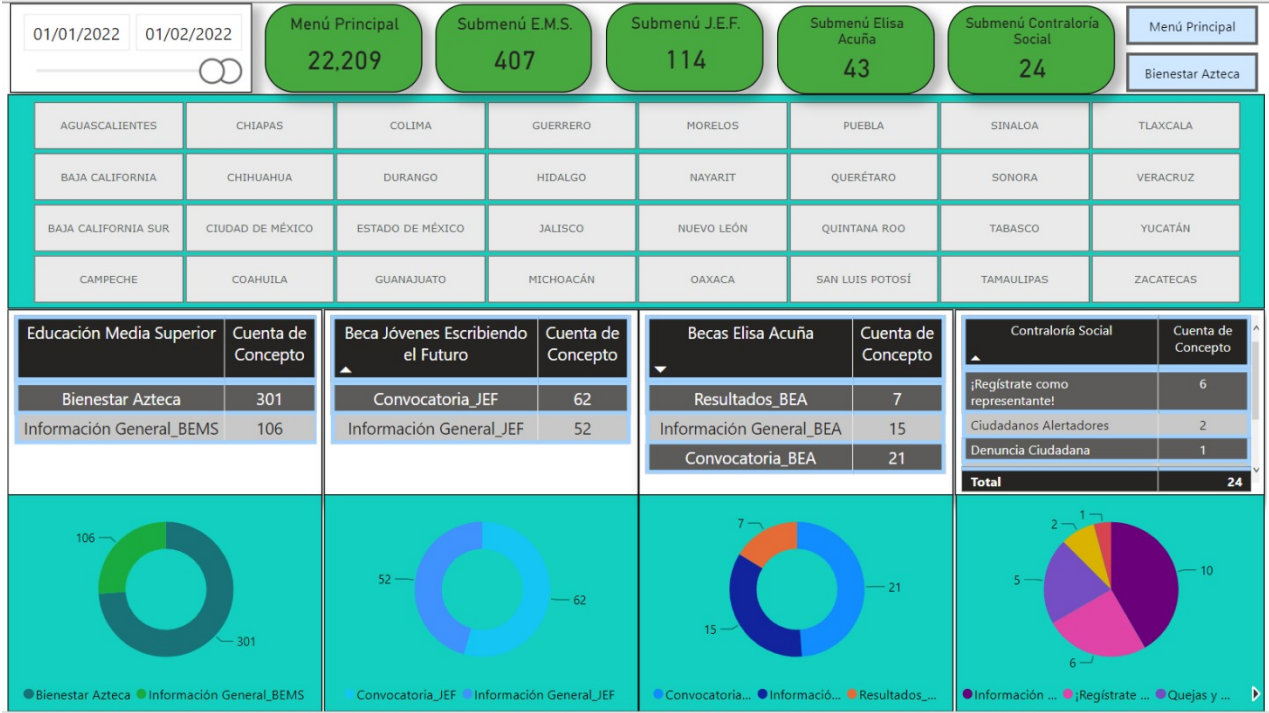 01/01/2022 01/02/2022
Menú Principal
22,209
Submenú E.M.S.
407
Submenú J.E.F.
114
Submenú Elisa
Acuña
43
Submenú Contraloría
Social
24
Menú Principal
Bienestar Azteca
AGUASCALIENTES CHIAPAS COLIMA GUERRERO MORELOS PUEBLA SINALOA TLAXCALA
BAJA CALIFORNIA CHIHUAHUA DURANGO HIDALGO NAYARIT QUERÉTARO SONORA VERACRUZ
BAJA CALIFORNIA SUR CIUDAD DE MÉXICO ESTADO DE MÉXICO JALISCO NUEVO LEÓN QUINTANA ROO TABASCO YUCATÁN
CAMPECHE COAHUILA GUANAJUATO MICHOACÁN OAXACA SAN LUIS POTOSÍ TAMAULIPAS ZACATECAS
Educación Media Superior Cuenta de
Concepto
Bienestar Azteca 301
Información General_BEMS 106
Beca Jóvenes Escribiendo Cuenta de
el Futuro Concepto
Convocatoria_JEF 62
Información General_JEF 52
Becas Elisa Acuña Cuenta de
Concepto
Resultados_BEA 7
Información General_BEA 15
Convocatoria_BEA 21
Contraloría Social Cuenta de
Concepto
¡Regístrate como 6
representante!
Ciudadanos Alertadores 2
Denuncia Ciudadana 1
Total 24
106
301
Bienestar Azteca Información General_BEMS
52
62
Convocatoria_JEF Información General_JEF
7
21
15
Convocatoria... Informació... Resultados_...
1
2
10
5
6
Información ... ¡Regístrate ... Quejas y ...